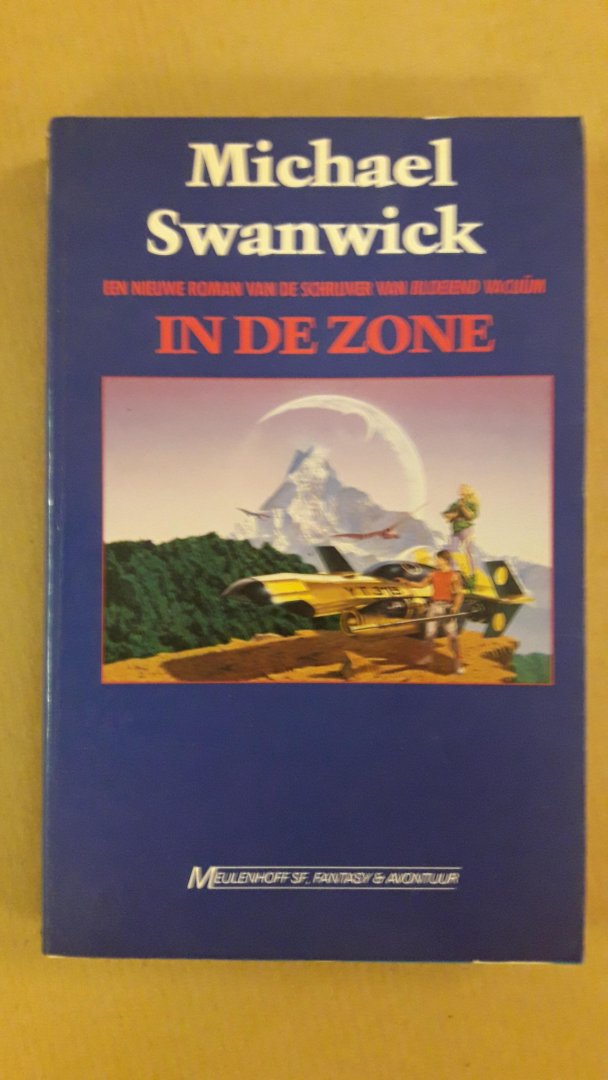 Michael
Swanwick
EEN NIEUWE ROMAN VAN DE SCHRIJVER VAN BLOEIEND VACUÜM
IN DE ZONE
MEULENHOFF SF, FANTASY & AVONTUUR